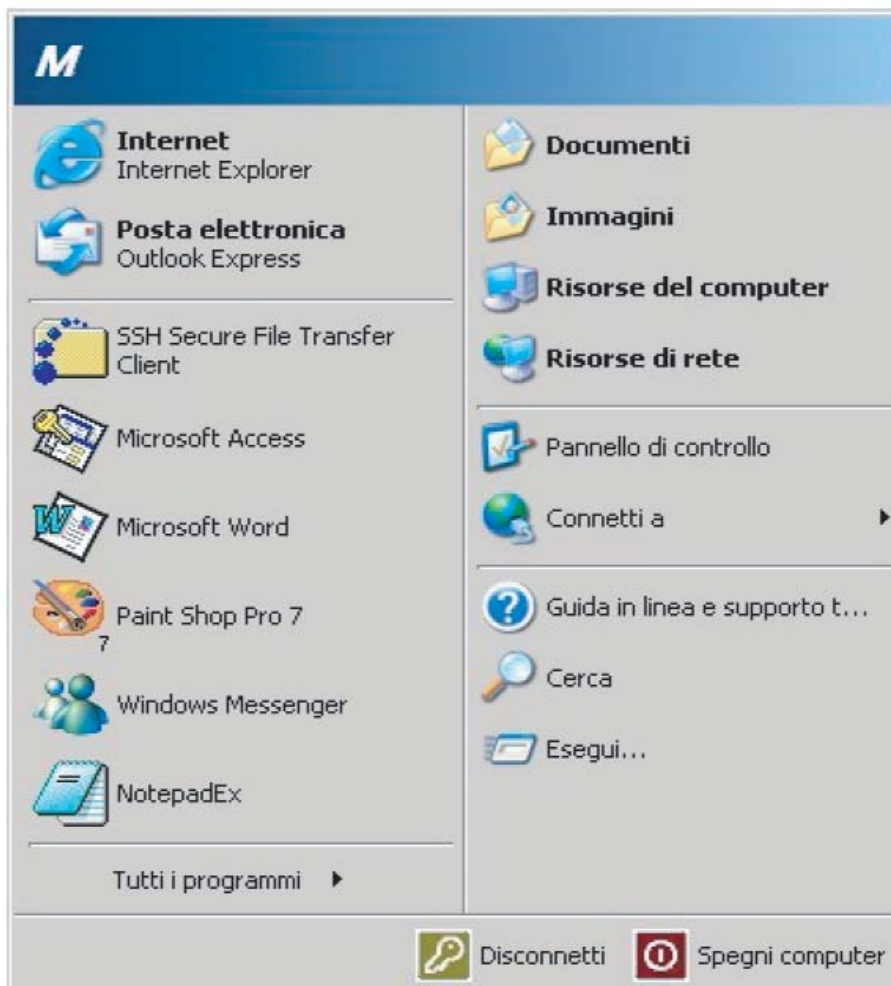 M
Internet
Internet Explorer
Posta elettronica
Outlook Express
SSH Secure File Transfer
Client
Microsoft Access
Microsoft Word
Paint Shop Pro 7
7
Windows Messenger
NotepadEx
Tutti i programmi
Documenti
Immagini
Risorse del computer
Risorse di rete
Pannello di controllo
Connetti a
Guida in linea e supporto t...
Cerca
Esegui...
Disconnetti
Spegni computer